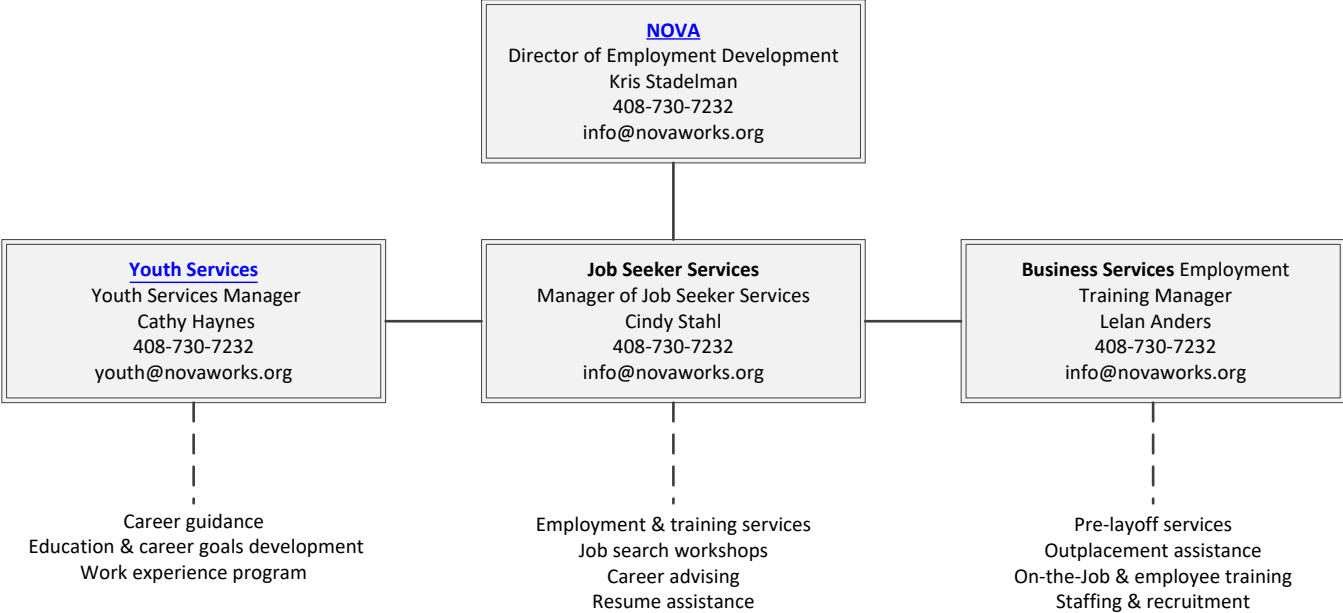 NOVA
Director of Employment Development
Kris Stadelman
408-730-7232
info@novaworks.org
Youth Services
Youth Services Manager
Cathy Haynes
408-730-7232
youth@novaworks.org
Job Seeker Services
Manager of Job Seeker Services
Cindy Stahl
408-730-7232
info@novaworks.org
Business Services Employment
Training Manager
Lelan Anders
408-730-7232
info@novaworks.org
Career guidance
Education & career goals development
Work experience program
Employment & training services
Job search workshops
Career advising
Resume assistance
Pre-layoff services
Outplacement assistance
On-the-Job & employee training
Staffing & recruitment